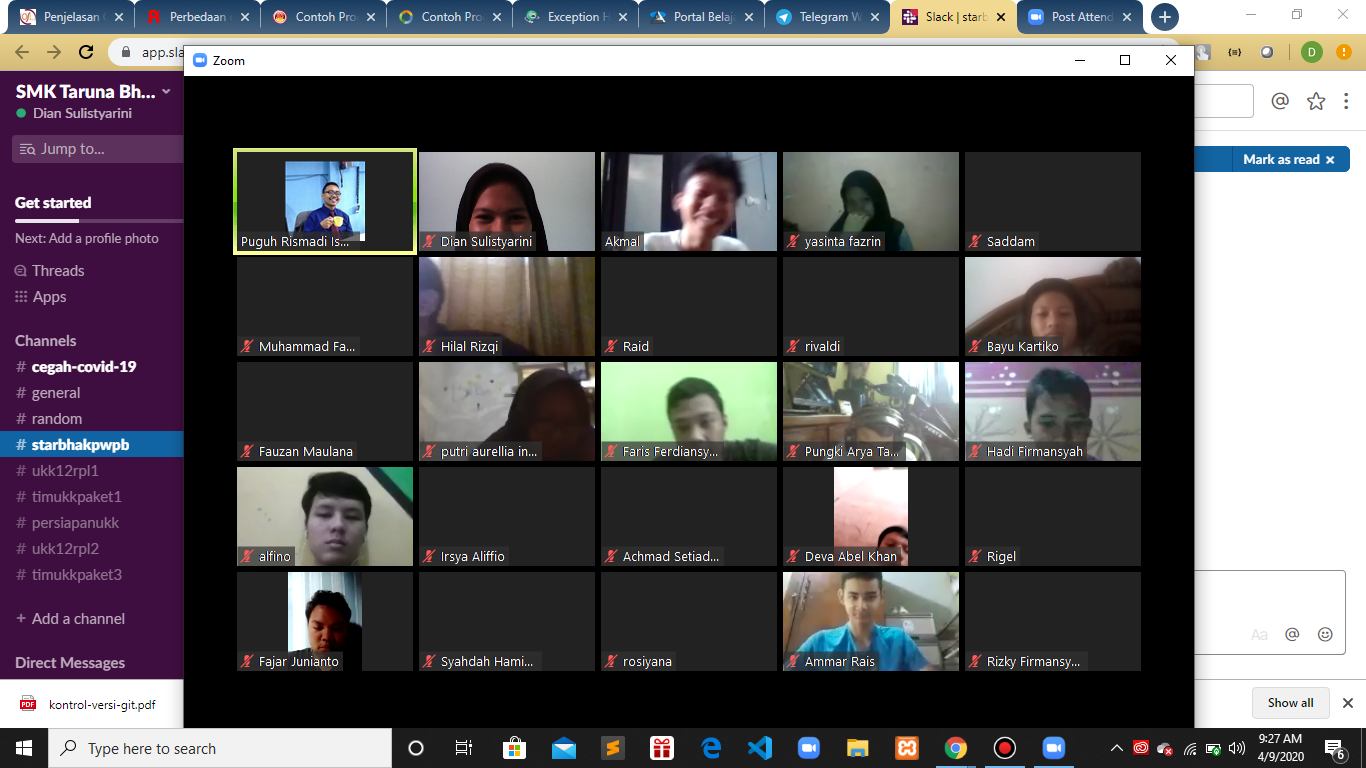 Penjelasan
Perbedaan
Contoh Pro
Contoh Pro
Exception H
Portal Belaj
Telegram W
Slack | starb
Post Attend
app.sla
D
Zoom
SMK Taruna Bh...
Dian Sulistyarini
Jump to...
Mark as read
Get started
Next: Add a profile photo
Threads
Apps
Channels
# cegah-covid-19
# general
# random
# starbhakpwpb
# ukk12rpl1
# timukkpaket1
# persiapanukk
# ukk12rpl2
# timukkpaket3
+ Add a channel
Direct Messages
Puguh Rismadi Is...
Dian Sulistyarini
Akmal
yasinta fazrin
Saddam
Muhammad Fa...
Hilal Rizqi
Raid
rivaldi
Bayu Kartiko
Fauzan Maulana
putri aurellia in...
Faris Ferdiansy...
Pungki Arya Ta...
Hadi Firmansyah
alfino
Irsya Aliffio
Achmad Setiad...
Deva Abel Khan
Rigel
Fajar Junianto
Syahdah Hami...
rosiyana
Ammar Rais
Rizky Firmansy...
Aa @
kontrol-versi-git.pdf
Show all
Type here to search
9:27 AM
4/9/2020
6